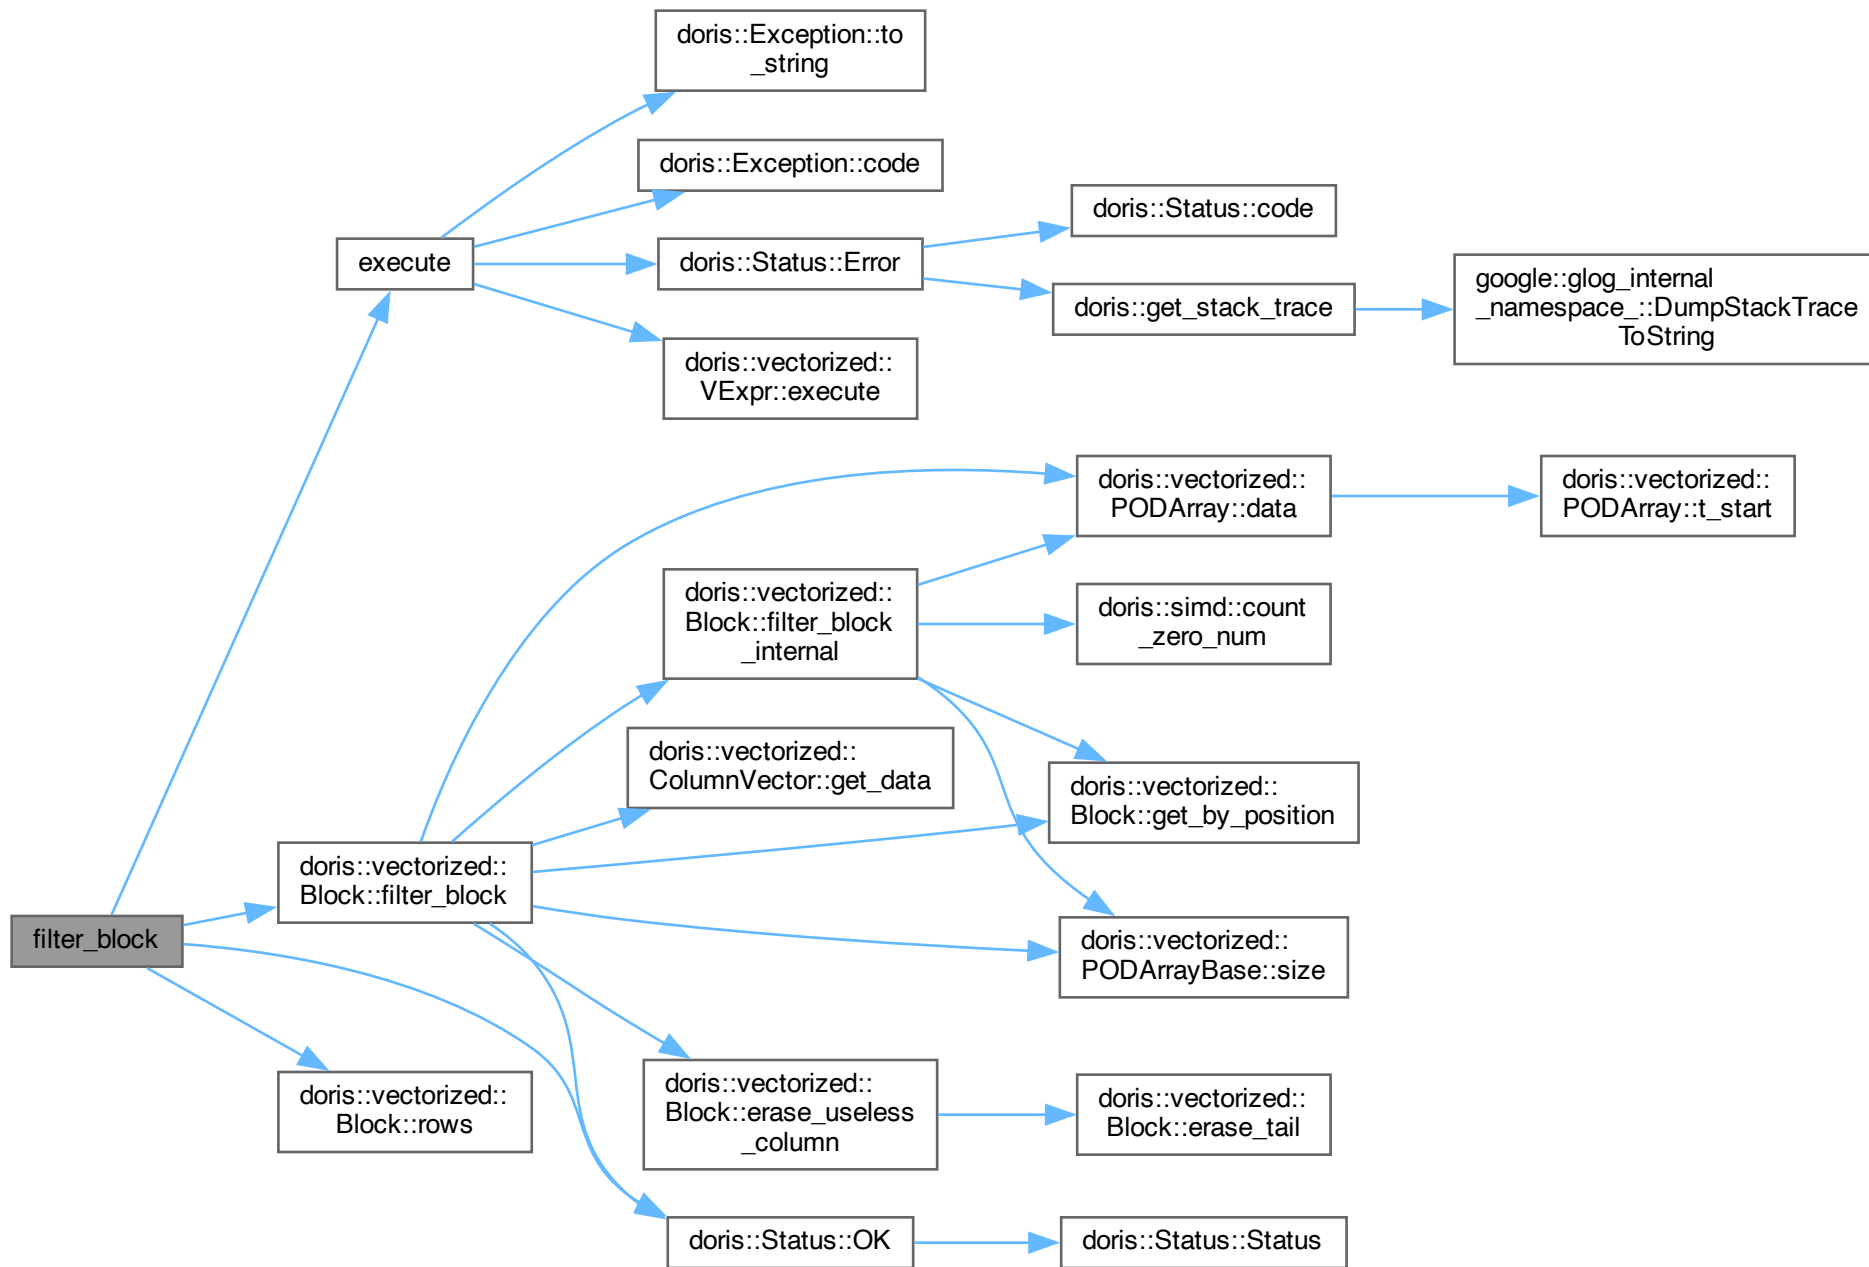 doris::Exception::to
_string
doris::Exception::code
execute
doris::Status::Error
doris::vectorized::
VExpr::execute
doris::Status::code
doris::get_stack_trace
google::glog_internal
_namespace_::DumpStackTrace
ToString
doris::vectorized::
PODArray::data
doris::vectorized::
PODArray::t_start
doris::vectorized::
Block::filter_block
_internal
doris::simd::count
_zero_num
doris::vectorized::
ColumnVector::get_data
doris::vectorized::
Block::get_by_position
doris::vectorized::
Block::filter_block
filter_block
doris::vectorized::
PODArrayBase::size
doris::vectorized::
Block::rows
doris::vectorized::
Block::erase_useless
_column
doris::vectorized::
Block::erase_tail
doris::Status::OK
doris::Status::Status